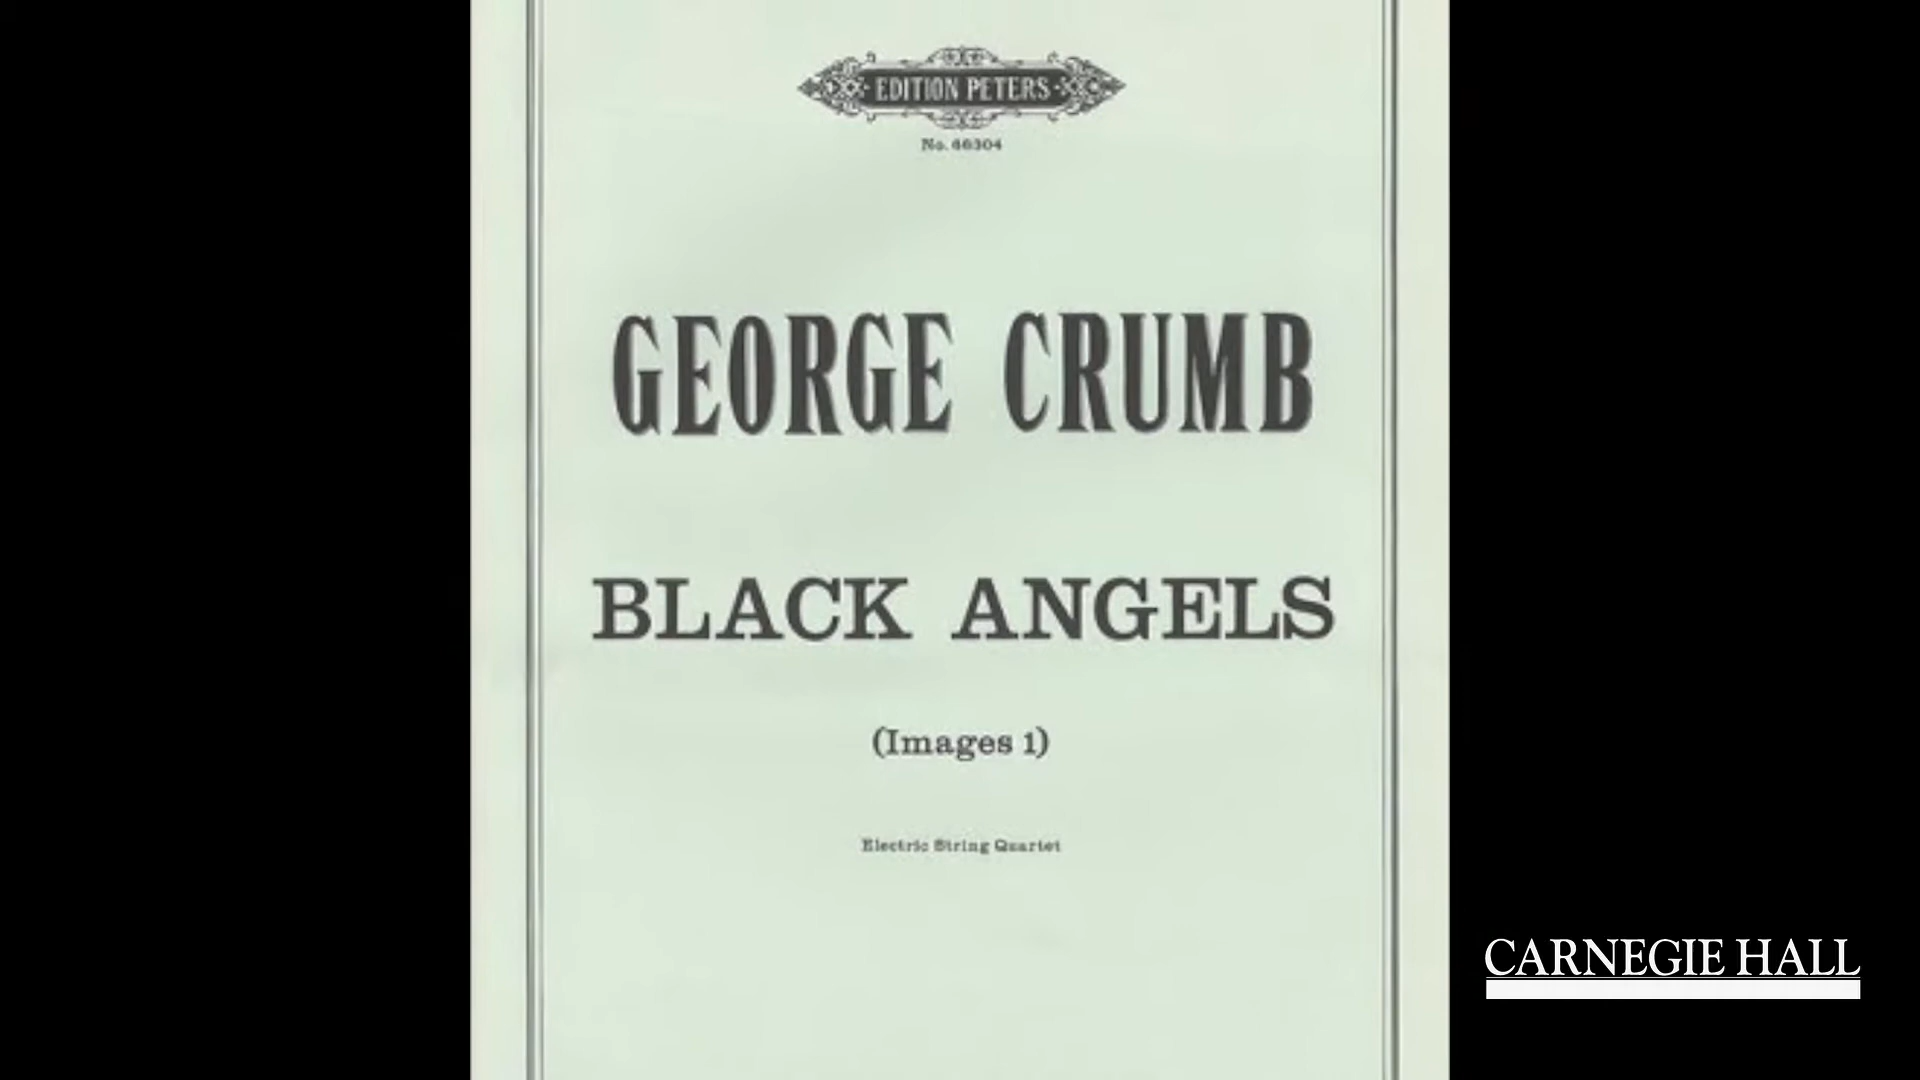 EDITION PETERS
No. 66304
GEORGE CRUMB
BLACK ANGELS
(Images 1)
Electric String Quartet
CARNEGIE HALL